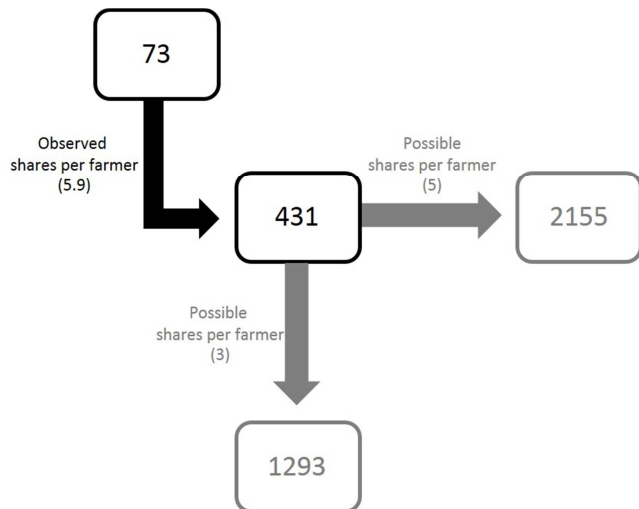 73
Observed
shares per farmer
(5.9)
Possible
shares per farmer
(5)
431
2155
Possible
shares per farmer
(3)
1293